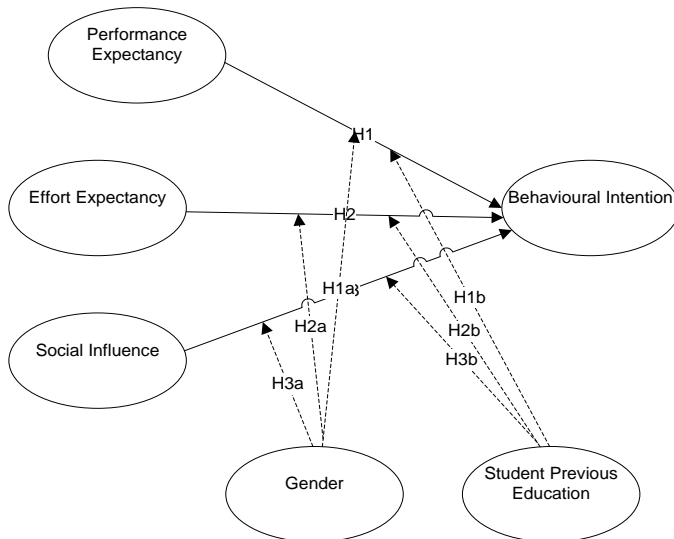 Performance
Expectancy
H1
Effort Expectancy
Behavioural Intention
H2
H1a
H1b
H2a
H2b
Social Influence
H3b
H3a
Gender
Student Previous
Education